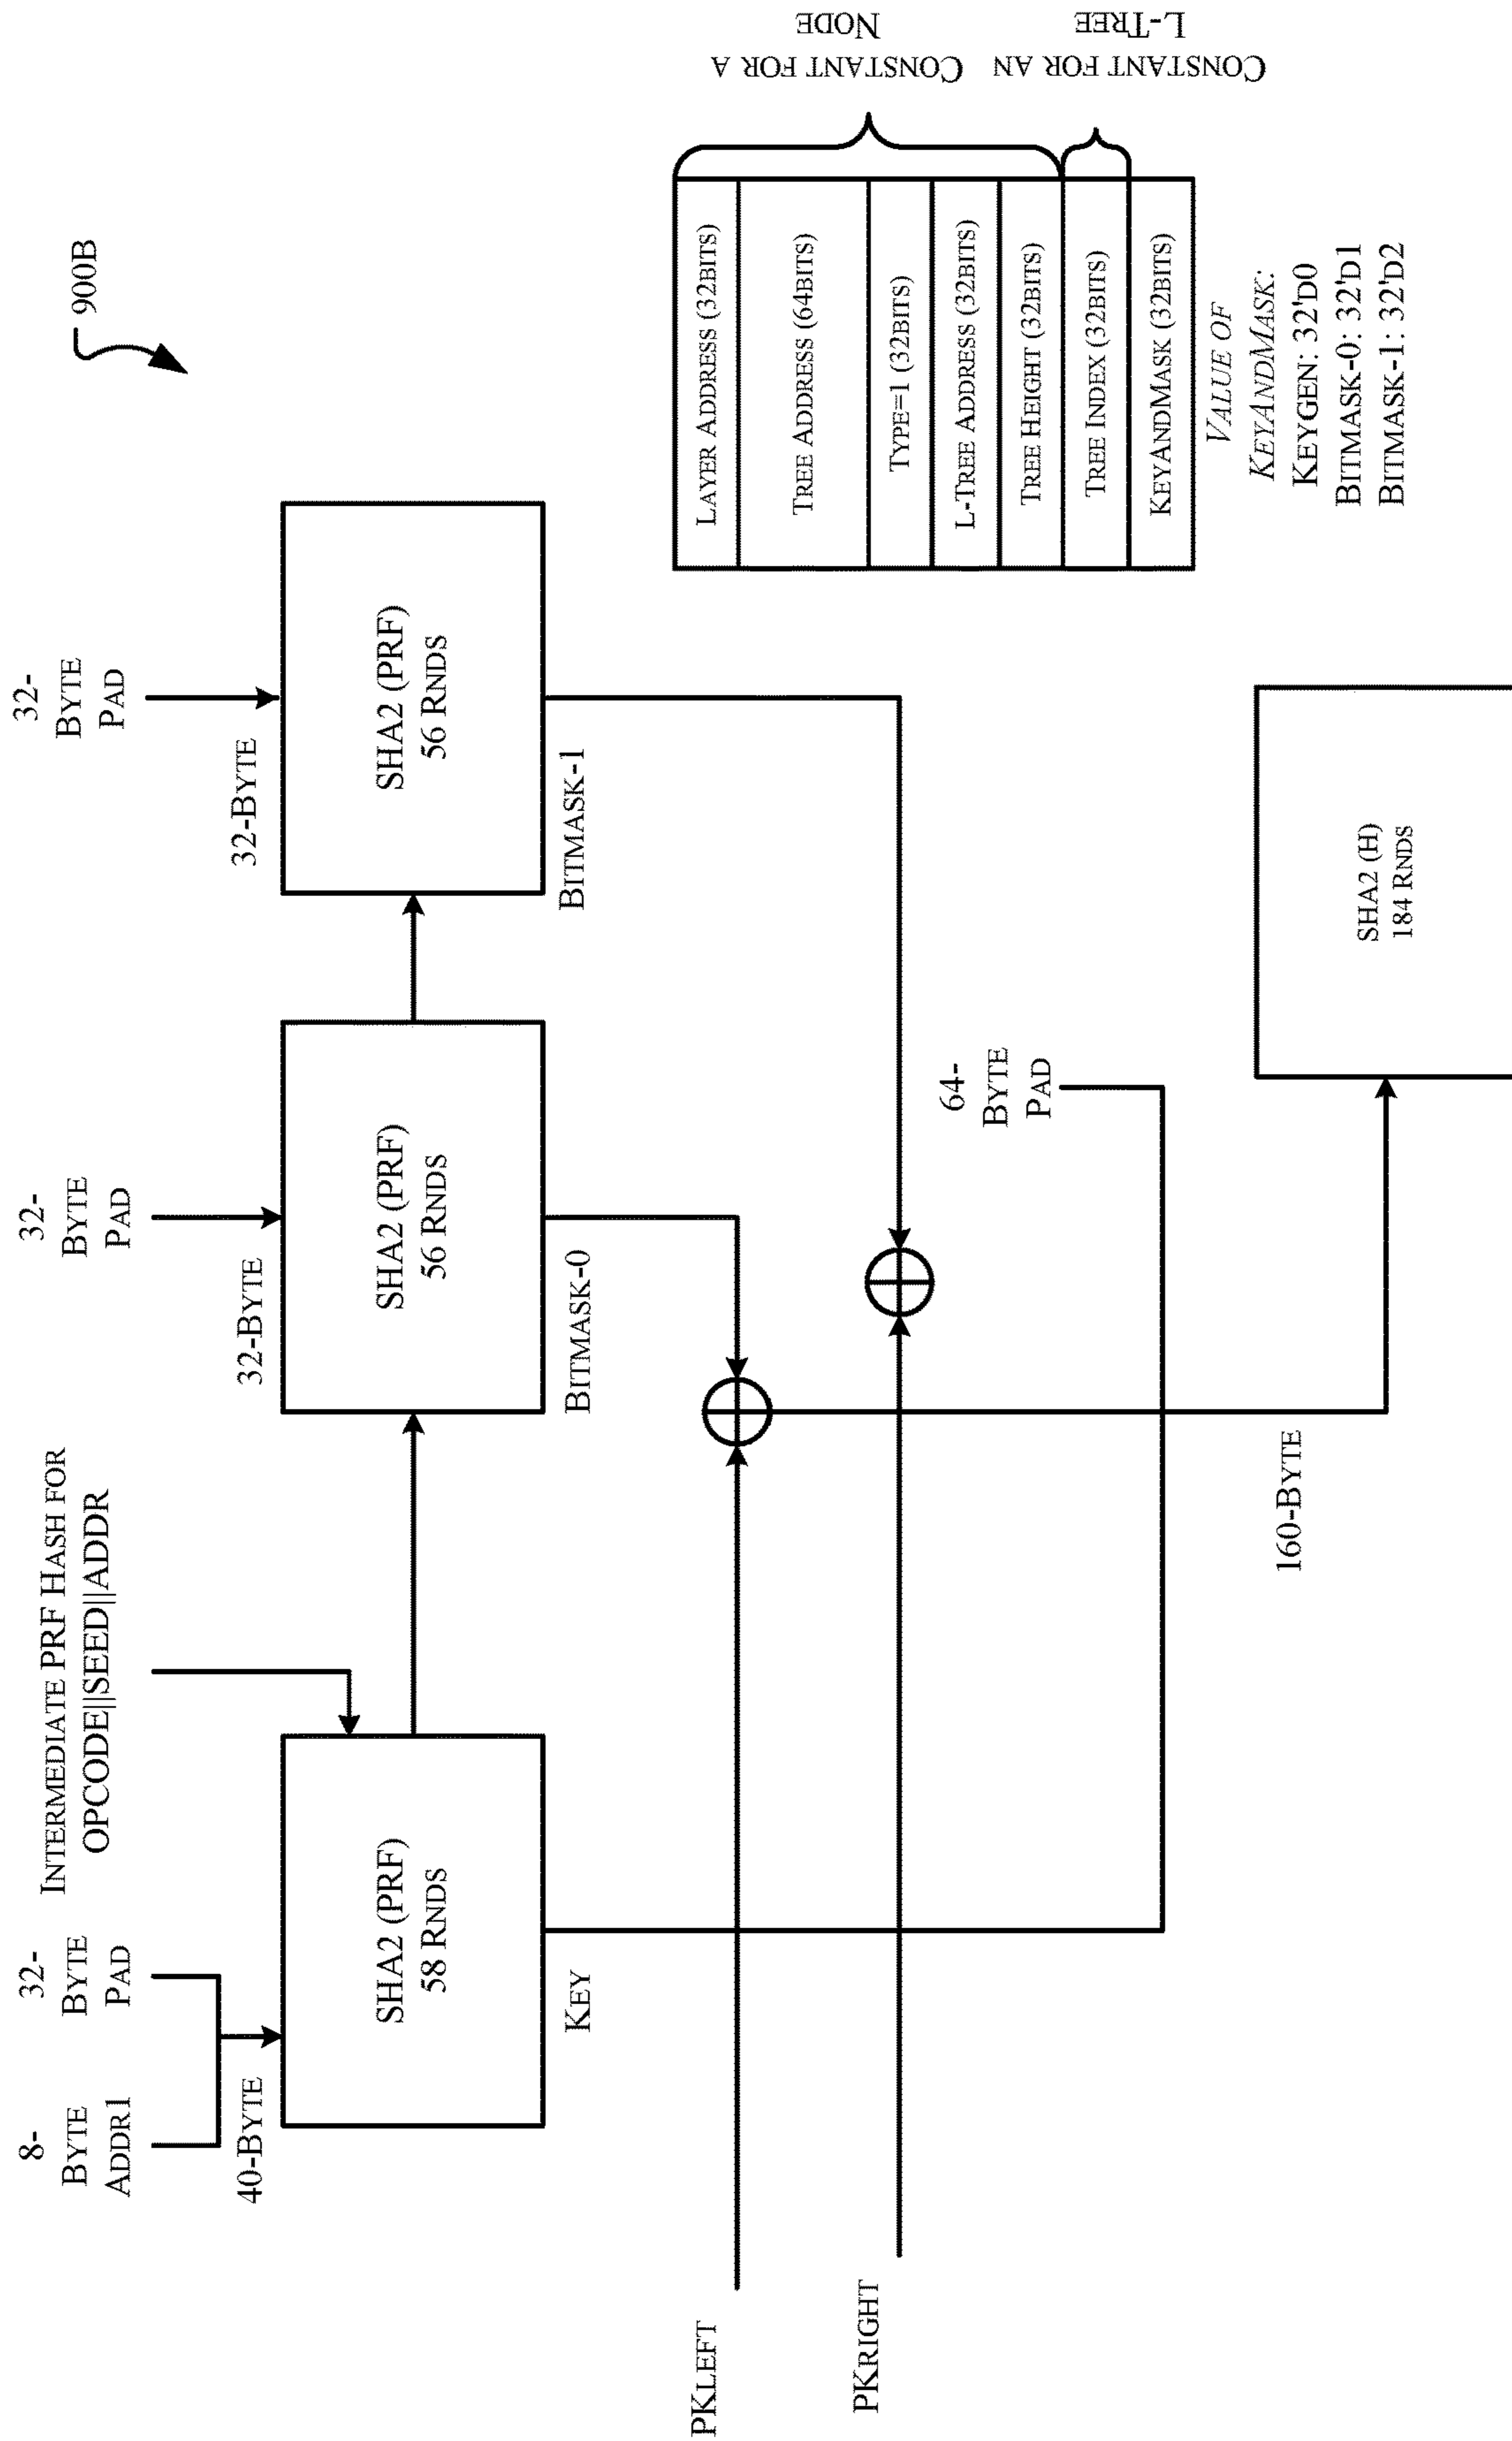 900B
8-
BYTE
ADDR1
32-
BYTE
PAD
INTERMEDIATE PRF HASH FOR
OPCODE||SEED||ADDR
32-
BYTE
PAD
32-
BYTE
PAD
40-BYTE
32-BYTE
32-BYTE
SHA2 (PRF)
58 RNDS
SHA2 (PRF)
56 RNDS
SHA2 (PRF)
56 RNDS
KEY
BITMASK-0
BITMASK-1
PKLEFT
PKRIGHT
64-
BYTE
PAD
160-BYTE
SHA2 (H)
184 RNDS
LAYER ADDRESS (32BITS)
TREE ADDRESS (64BITS)
TYPE=1 (32BITS)
L-TREE ADDRESS (32BITS)
TREE HEIGHT (32BITS)
TREE INDEX (32BITS)
KEYANDMASK (32BITS)
CONSTANT FOR A
NODE
CONSTANT FOR AN
L-TREE
VALUE OF
KEYANDMASK:
KEYGEN: 32'D0
BITMASK-0: 32'D1
BITMASK-1: 32'D2